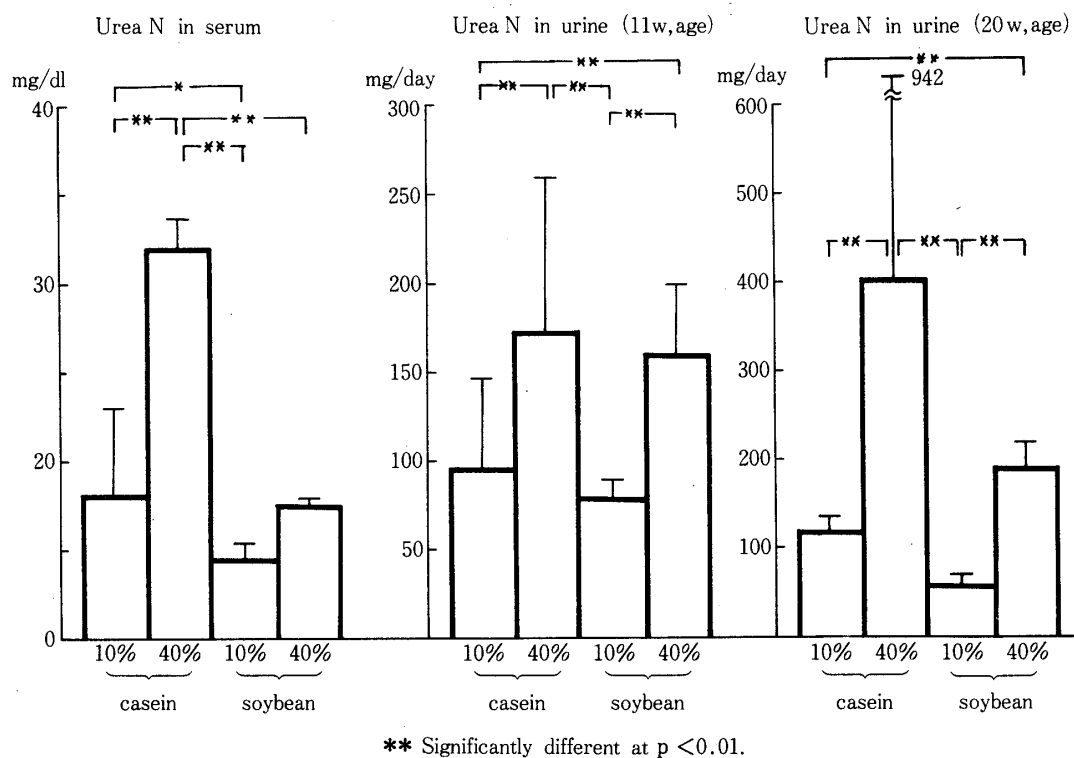 Urea N in serum
mg/dl
40
30
20
0
*
** **
**
10% 40% 10% 40%
casein soybean
Urea N in urine (11w, age)
mg/day
300
250
200
150
100
50
**
** **
**
10% 40% 10% 40%
casein soybean
Urea N in urine (20w, age)
mg/day
600
500
400
300
200
100
**
942
** ** **
10% 40% 10% 40%
casein soybean
** Significantly different at p <0.01.